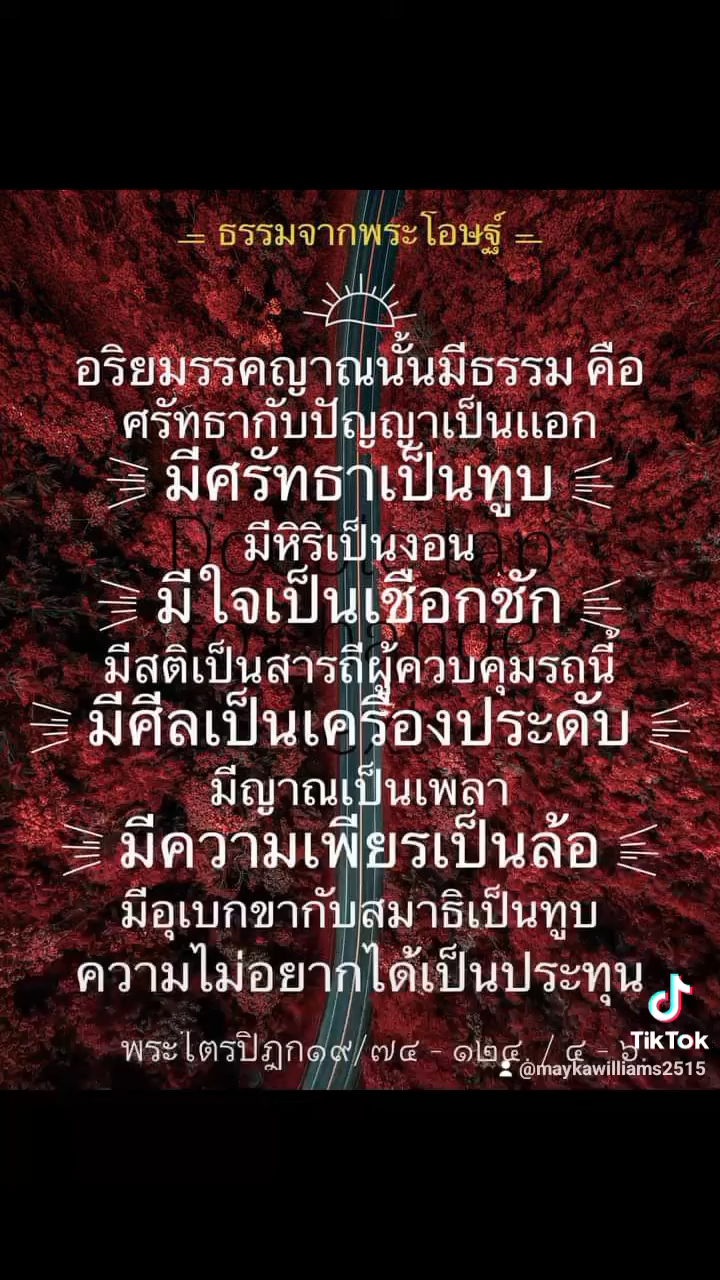 ธรรมจากพระโอษฐ์
อริยมรรคญาณนั้นมีธรรม คือ
ศรัทธากับปัญญาเป็นแอก
มีศรัทธาเป็นทูบ
มีหิริเป็นงอน
มีใจเป็นเชือกชัก
มีสติเป็นสารถีผู้ควบคุมรถนี้
มีศีลเป็นเครื่องประดับ
มีญาณเป็นเพลา
มีความเพียรเป็นล้อ
มีอุเบกขากับสมาธิเป็นทูบ
ความไม่อยากได้เป็นประทุน
พระไตรปิฎก๑๙/๗๔ - ๑๒๔. / ๔ - ๖.
TikTok
@maykawilliams2515